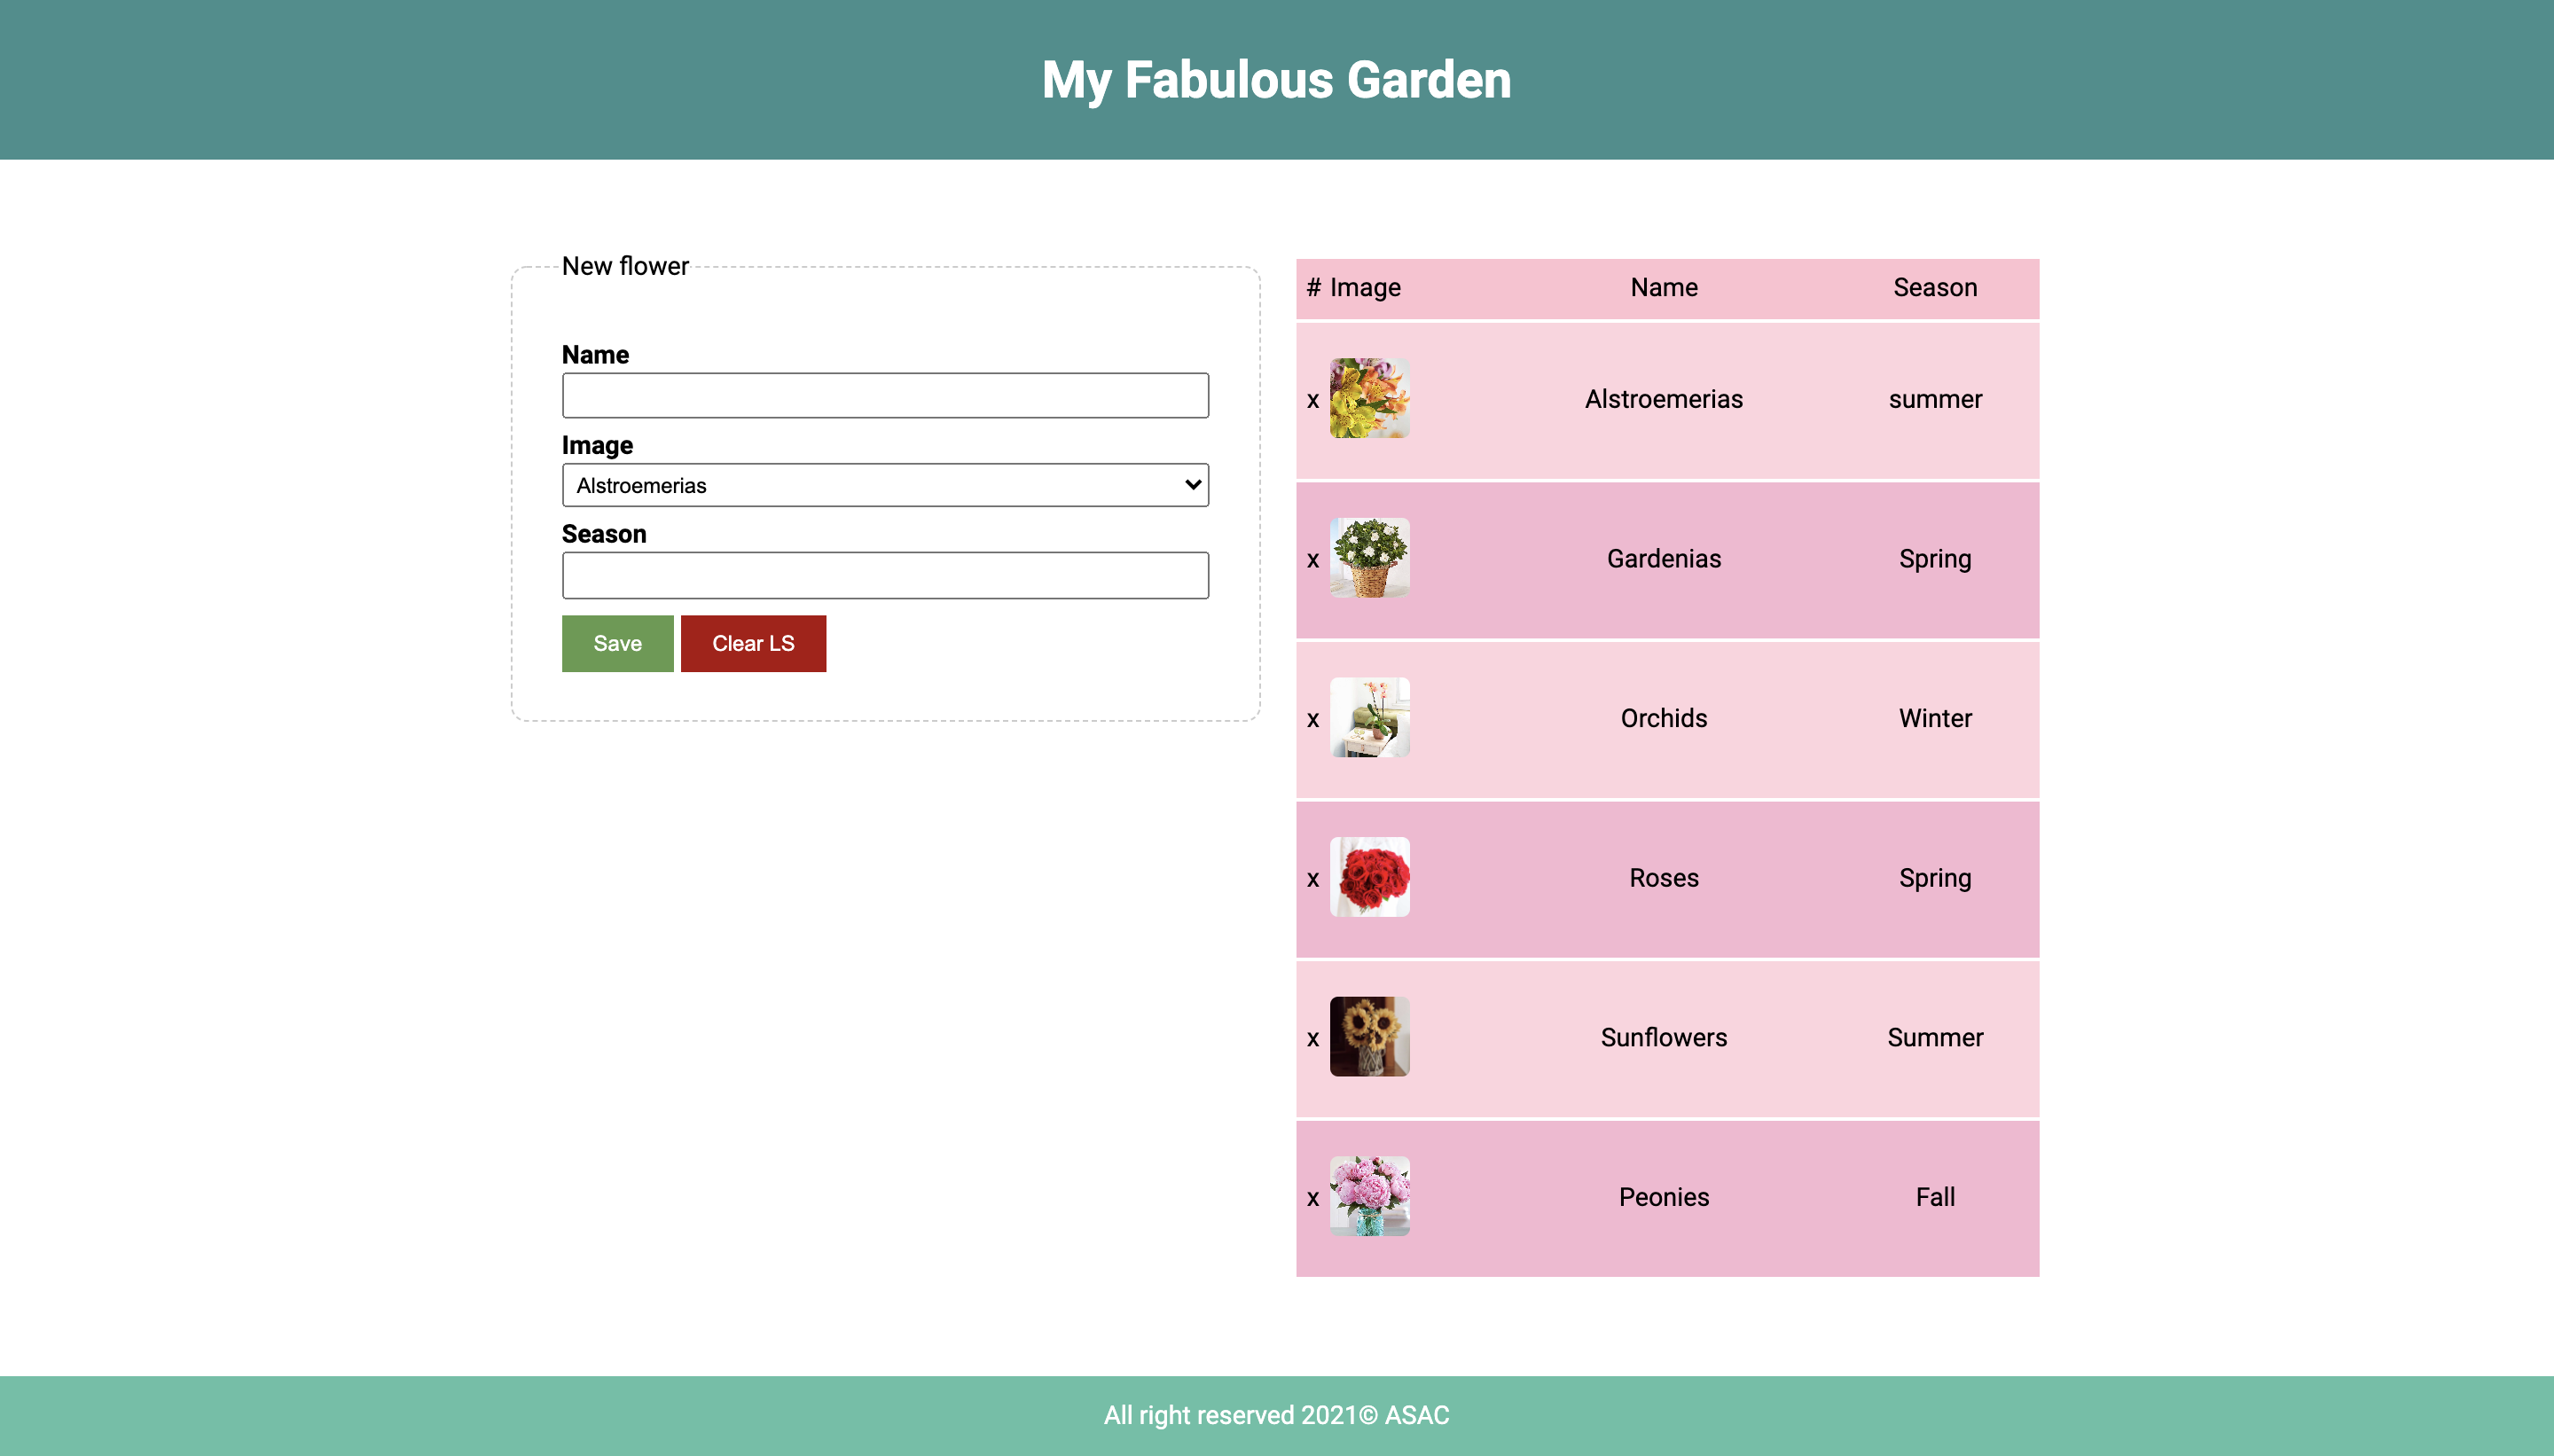 My Fabulous Garden
New flower
Name
Image
Alstroemerias
Season
Save Clear LS
# Image Name Season
x Alstroemerias summer
x Gardenias Spring
x Orchids Winter
x Roses Spring
x Sunflowers Summer
x Peonies Fall
All right reserved 2021© ASAC